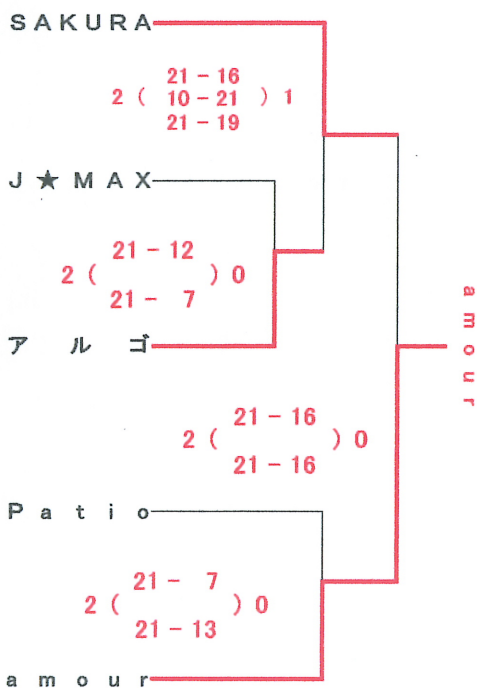 SAKURA
21-16
2 ( 10-21 ) 1
21-19
J★MAX
21-12
2 ( ) 0
21- 7
アルゴ
amour
21-16
2 ( ) 0
21-16
Patio
21- 7
2 ( ) 0
21-13
amour